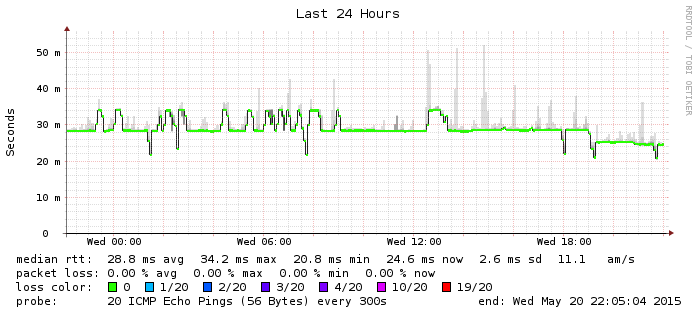 Last 24 Hours
RRDTOOL / TOBI OETIKER
Seconds
50 m
40 m
30 m
20 m
10 m
0
Wed 00:00 Wed 06:00 Wed 12:00 Wed 18:00
median rtt: 28.8 ms avg 34.2 ms max 20.8 ms min 24.6 ms now 2.6 ms sd 11.1 am/s
packet loss: 0.00 % avg 0.00 % max 0.00 % min 0.00 % now
loss color: 0 1/20 2/20 3/20 4/20 10/20 19/20
probe: 20 ICMP Echo Pings (56 Bytes) every 300s end: Wed May 20 22:05:04 2015